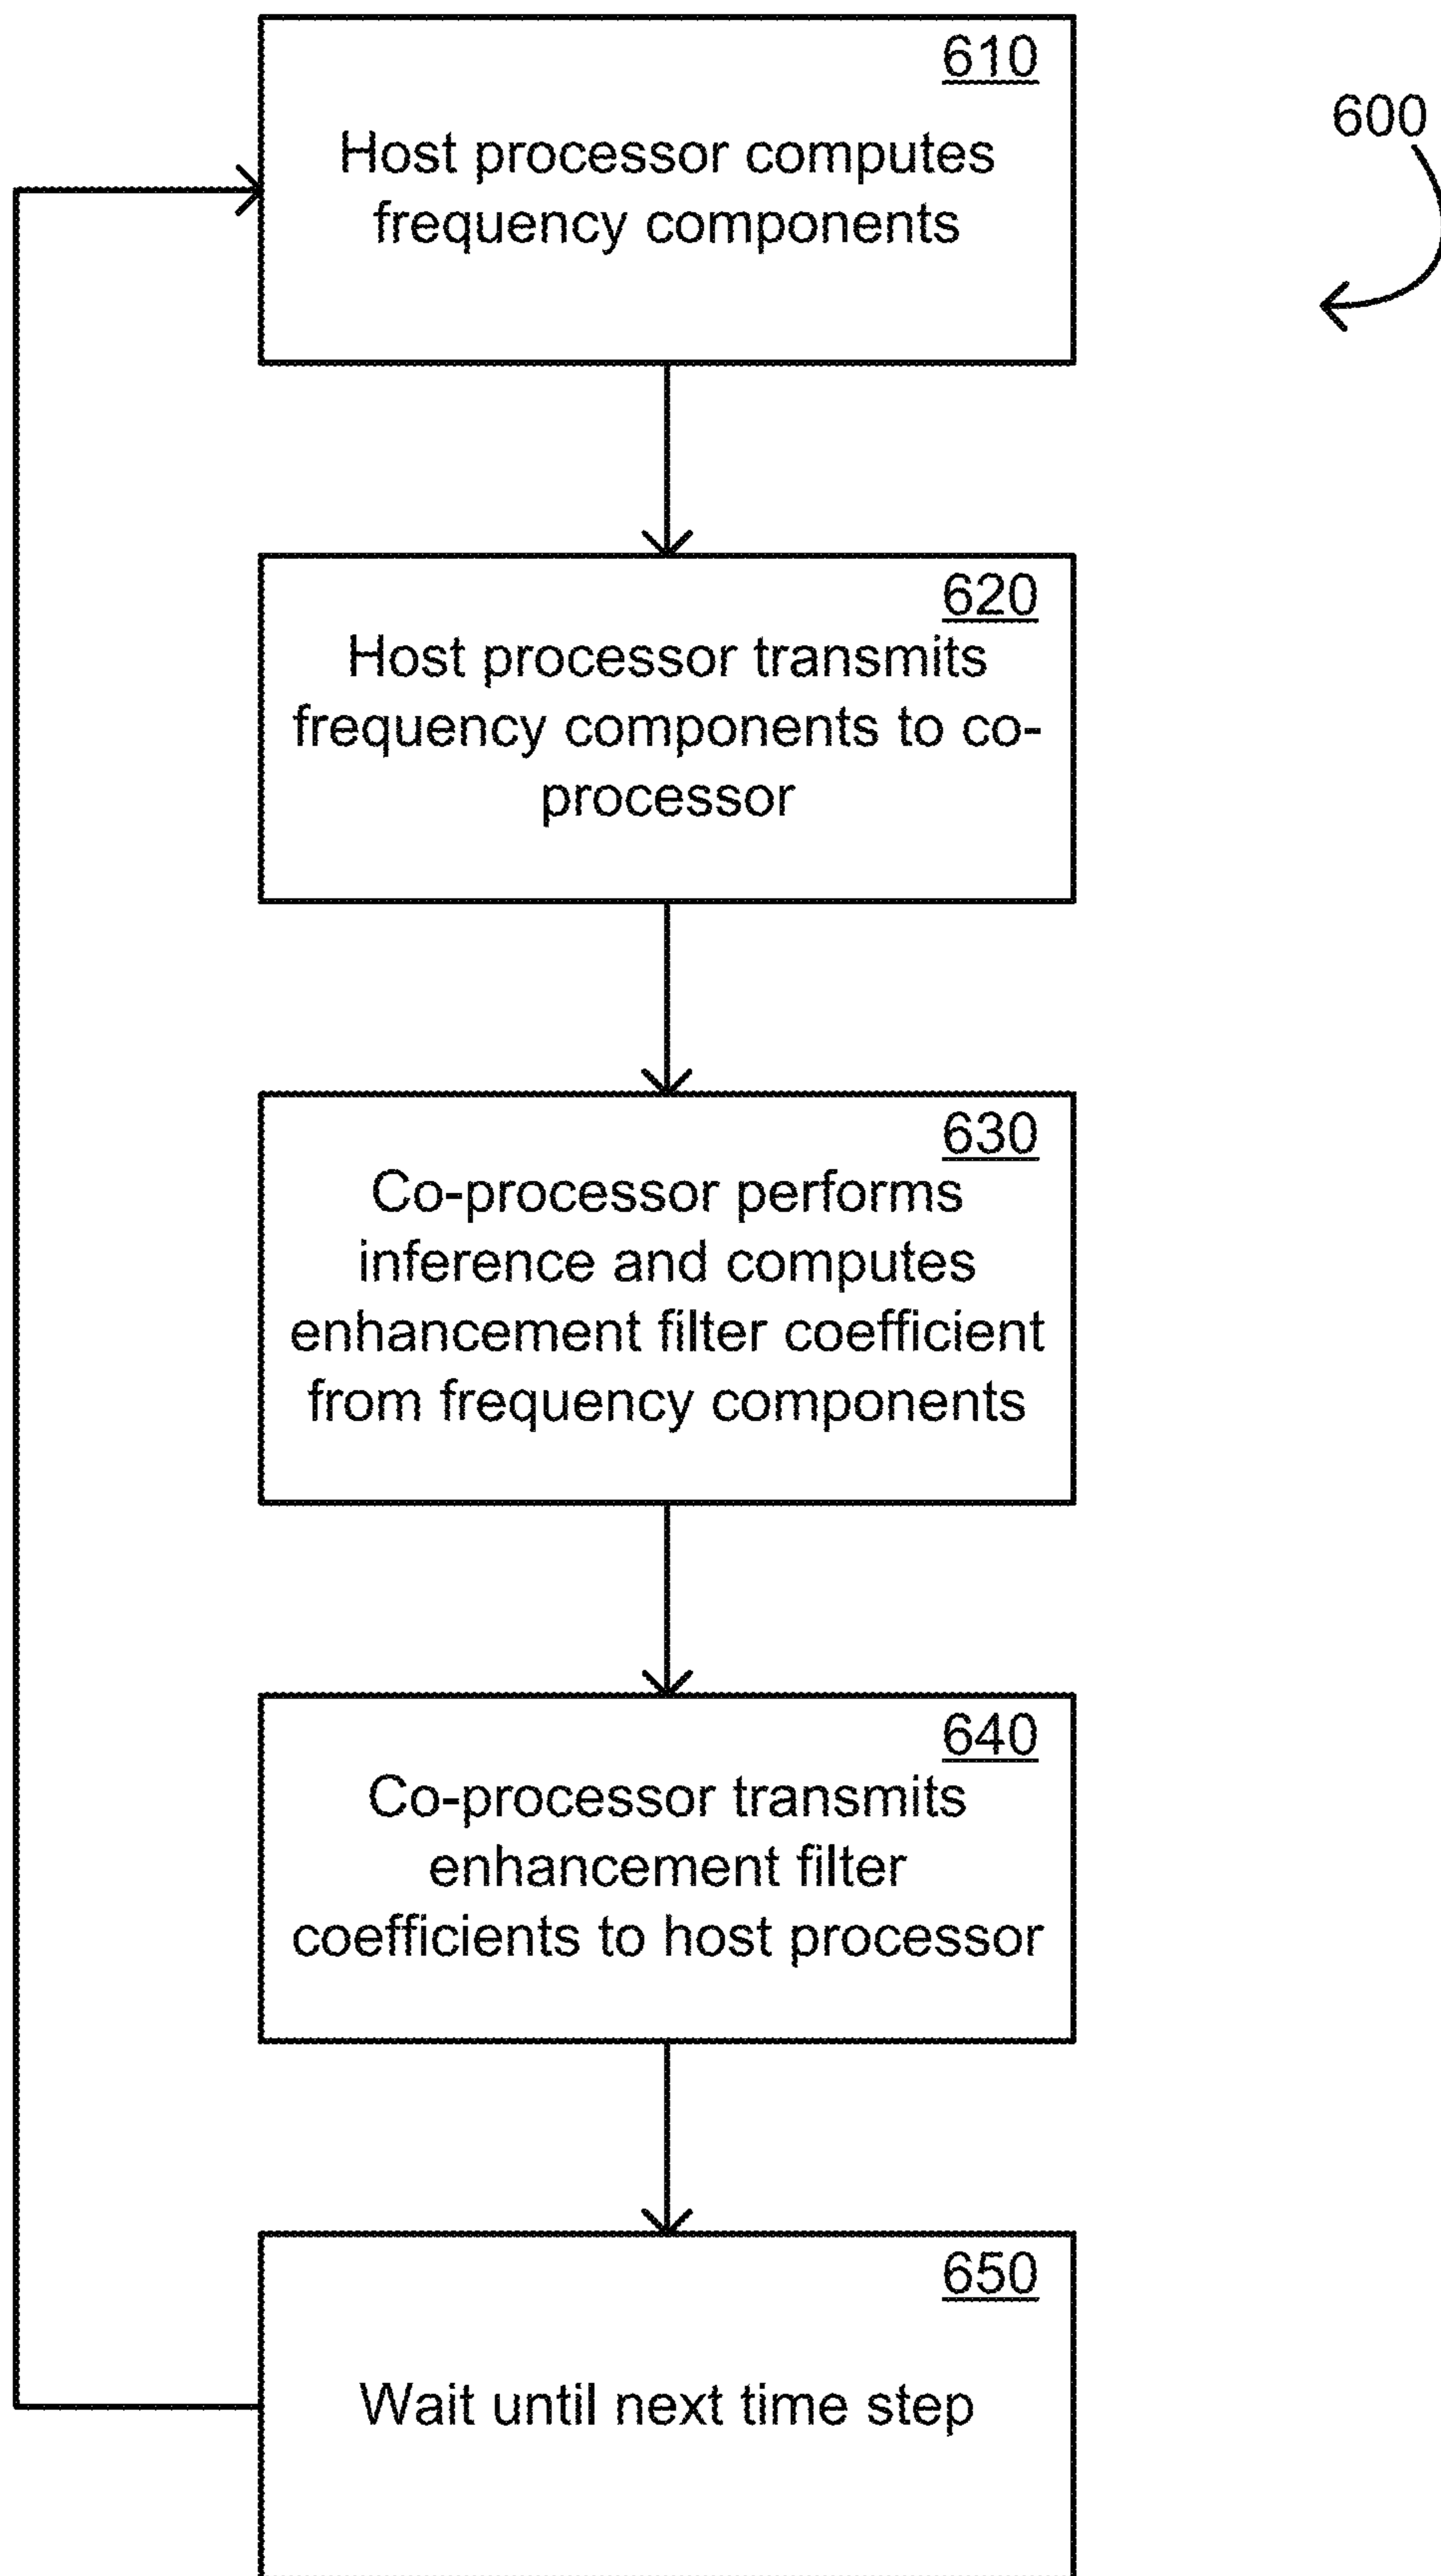 610
Host processor computes
frequency components
600
620
Host processor transmits
frequency components to co-
processor
630
Co-processor performs
inference and computes
enhancement filter coefficient
from frequency components
640
Co-processor transmits
enhancement filter
coefficients to host processor
650
Wait until next time step